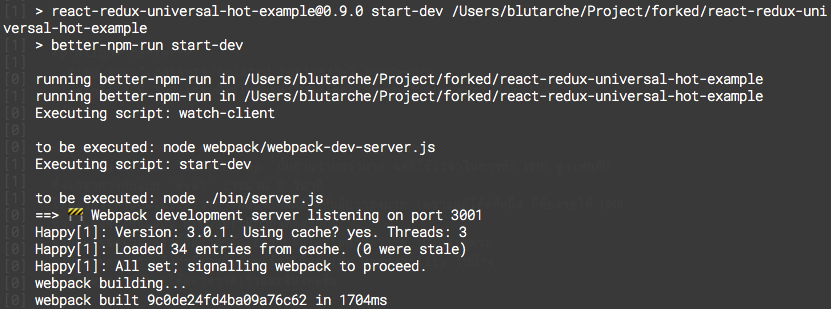 [1] > react-redux-universal-hot-example@0.9.0 start-dev /Users/blutarche/Project/forked/react-redux-uni
versal-hot-example
[1] > better-npm-run start-dev
[1]
[0] running better-npm-run in /Users/blutarche/Project/forked/react-redux-universal-hot-example
[1] running better-npm-run in /Users/blutarche/Project/forked/react-redux-universal-hot-example
[0] Executing script: watch-client
[0]
[0] to be executed: node webpack/webpack-dev-server.js
[1] Executing script: start-dev
[1]
[1] to be executed: node ./bin/server.js
[0] ==> 🚧 Webpack development server listening on port 3001
[0] Happy[1]: Version: 3.0.1. Using cache? yes. Threads: 3
[0] Happy[1]: Loaded 34 entries from cache. (0 were stale)
[0] Happy[1]: All set; signalling webpack to proceed.
[0] webpack building...
[0] webpack built 9c0de24fd4ba09a76c62 in 1704ms